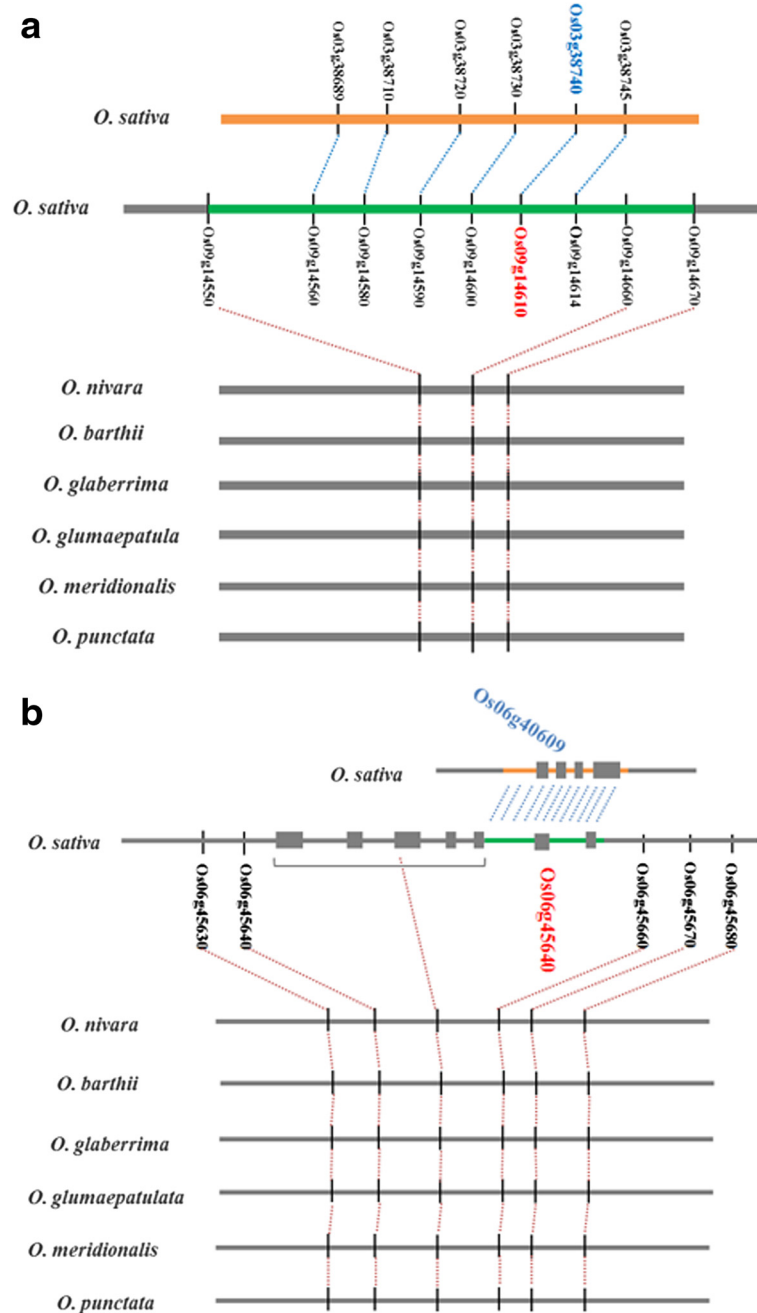 a
Os03g38689 Os03g38710 Os03g38720 Os03g38730 Os03g38740 Os03g38745
O. sativa
O. sativa
Os09g14550 Os09g14560 Os09g14580 Os09g14590 Os09g14600 Os09g14610 Os09g14614 Os09g14660 Os09g14670
O. nivara
O. barthii
O. glaberrima
O. glumaepatula
O. meridionalis
O. punctata
b
Os06g40609
O. sativa
O. sativa
Os06g45630 Os06g45640 Os06g45640 Os06g45660 Os06g45670 Os06g45680
O. nivara
O. barthii
O. glaberrima
O. glumaepatulata
O. meridionalis
O. punctata